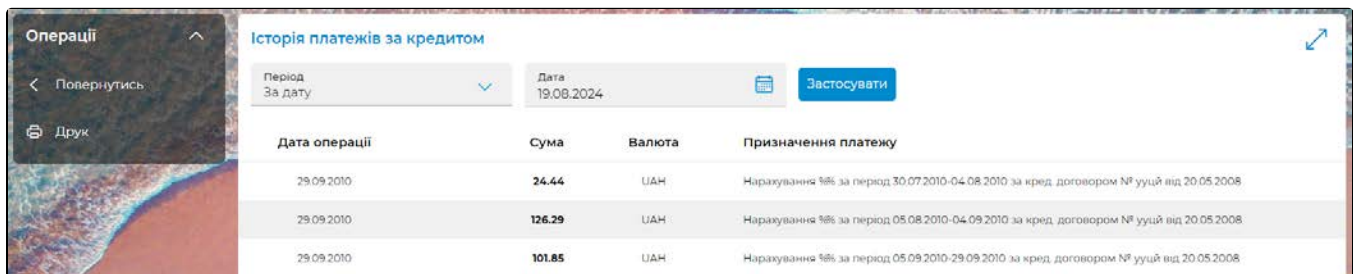 Операції
Повернутись
Друк
Історія платежів за кредитом
Період
За дату
Дата
19.08.2024
Застосувати
Дата операції Сума Валюта Призначення платежу
29.09.2010 24.44 UAH Нарахування %% за період 30.07.2010-04.08.2010 за кред. договором № ууцй від 20.05.2008
29.09.2010 126.29 UAH Нарахування %% за період 05.08.2010-04.09.2010 за кред. договором № ууцй від 20.05.2008
29.09.2010 101.85 UAH Нарахування %% за період 05.09.2010-29.09.2010 за кред. договором № ууцй від 20.05.2008